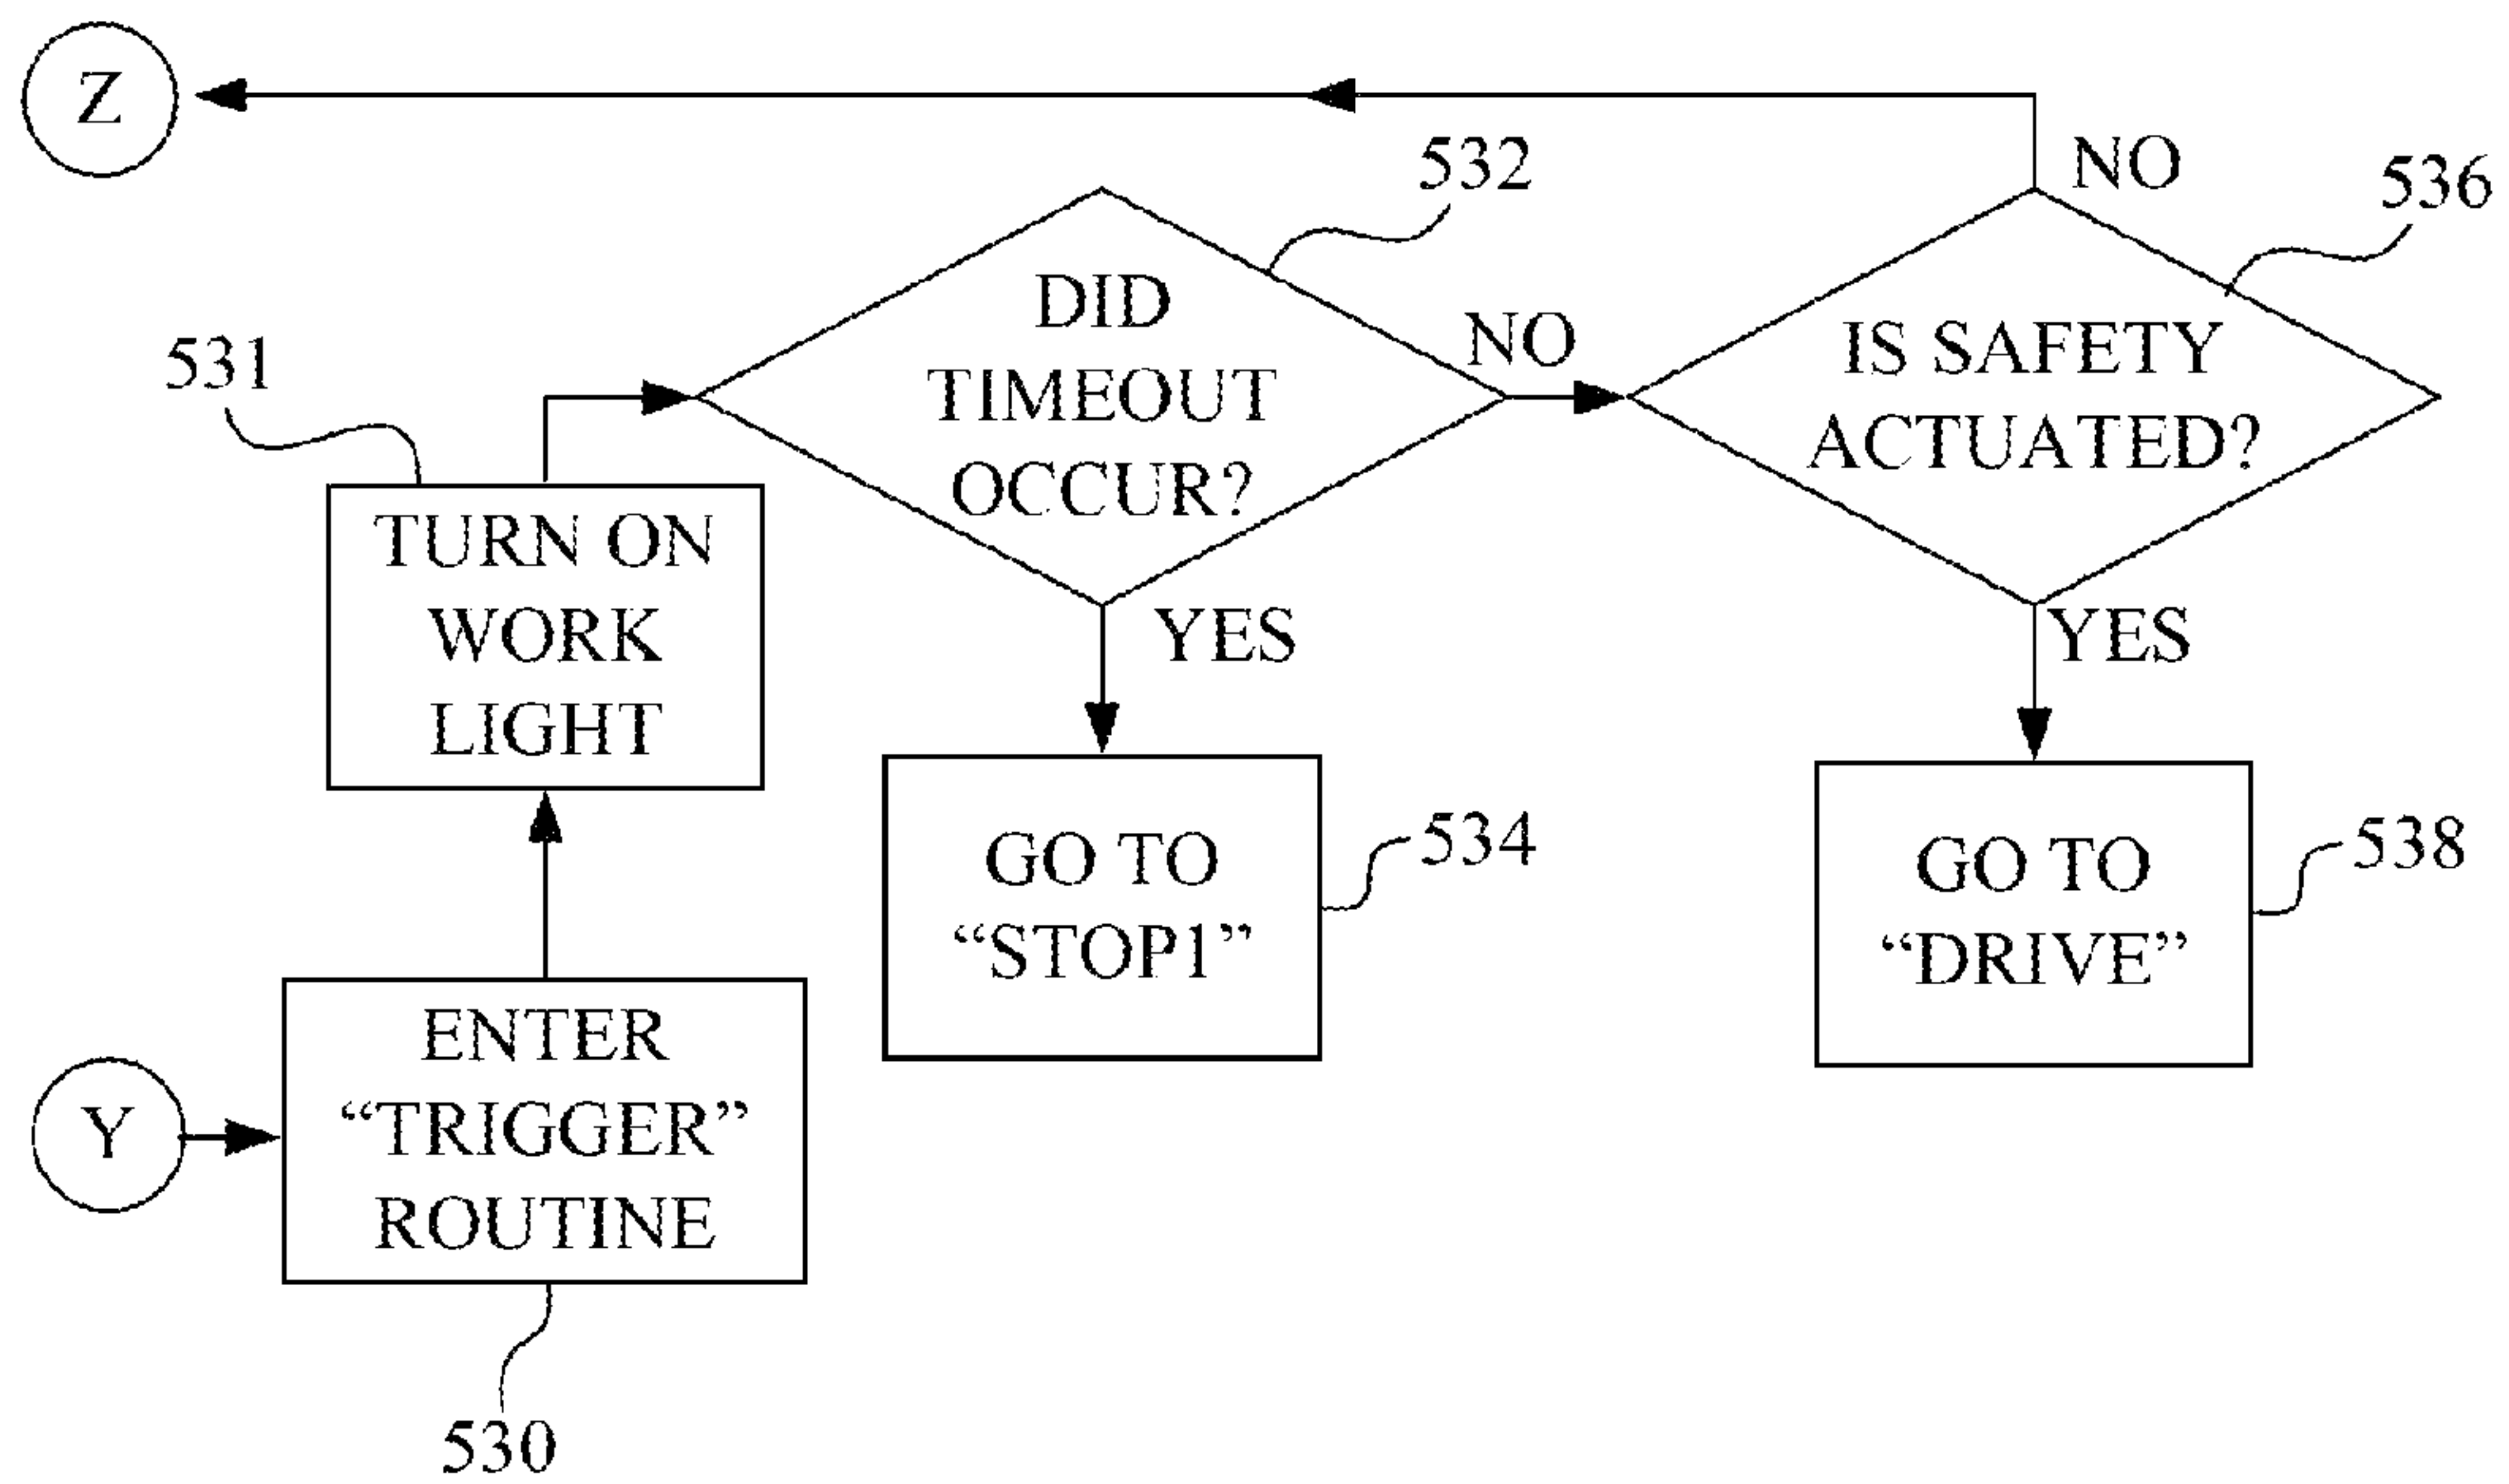 Z
NO
532
536
DID
TIMEOUT
OCCUR?
NO
IS SAFETY
ACTUATED?
531
TURN ON
WORK
LIGHT
YES
YES
GO TO
“STOP1”
534
GO TO
“DRIVE”
538
Y
ENTER
“TRIGGER”
ROUTINE
530